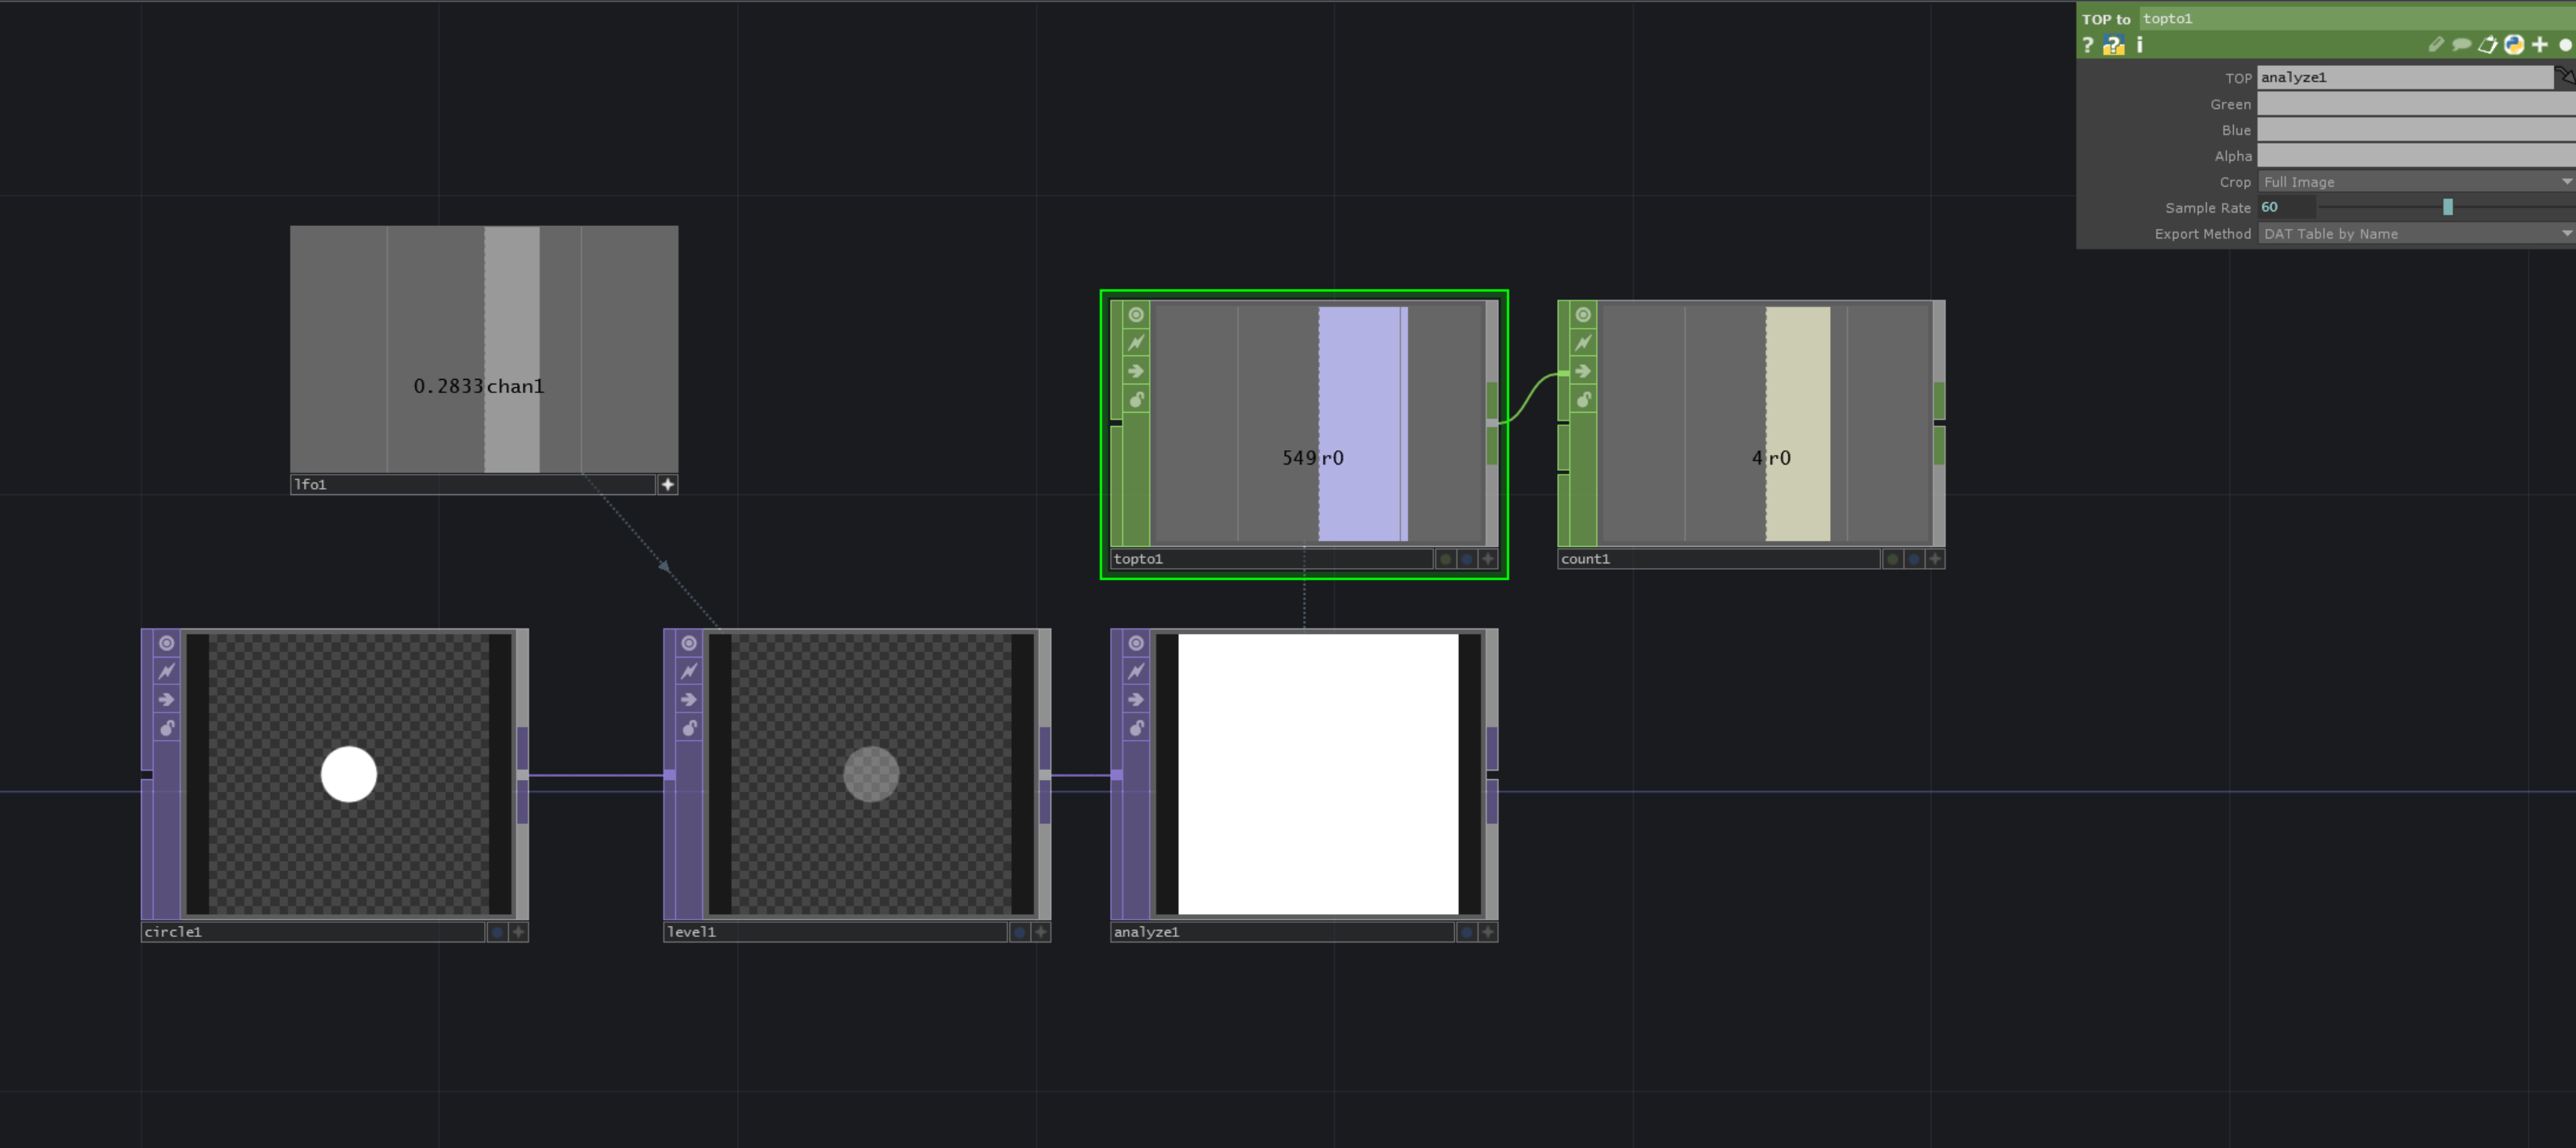 TOP to topto1
? ? i
TOP analyze1
Green
Blue
Alpha
Crop Full Image
Sample Rate 60
Export Method DAT Table by Name
0.2833 chan1
lfo1
549 r0
topto1
4 r0
count1
circle1
level1
analyze1